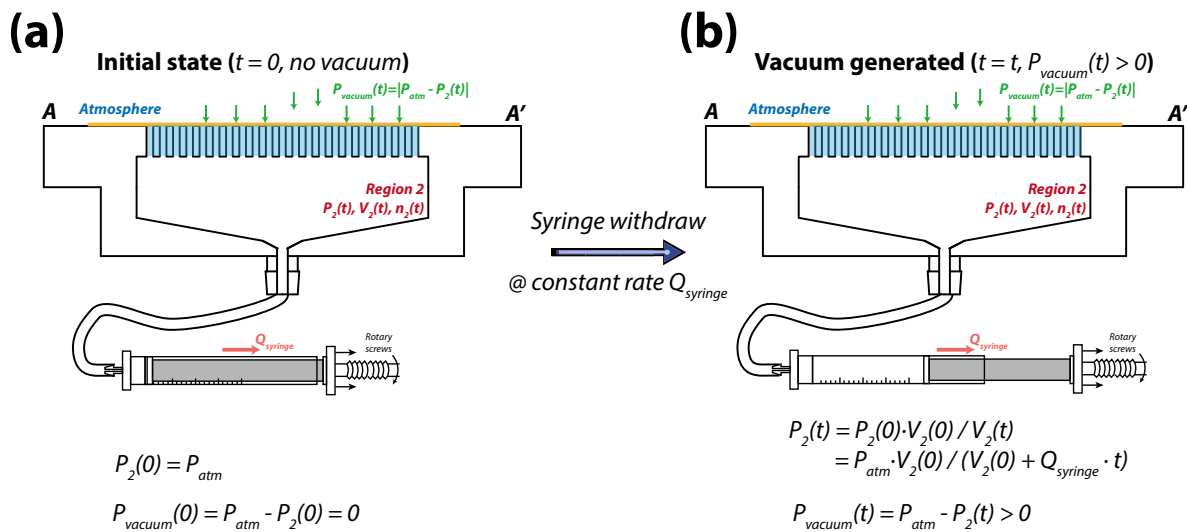 (a)
Initial state (t = 0, no vacuum)
P_vacuum(t)=|P_atm - P_2(t)|
A
Atmosphere
A'
Region 2
P_2(t), V_2(t), n_2(t)
Q_syringe
Rotary
screws
P_2(0) = P_atm
P_vacuum(0) = P_atm - P_2(0) = 0
Syringe withdraw
@ constant rate Q_syringe
(b)
Vacuum generated (t = t, P_vacuum(t) > 0)
P_vacuum(t)=|P_atm - P_2(t)|
A
Atmosphere
A'
Region 2
P_2(t), V_2(t), n_2(t)
Q_syringe
Rotary
screws
P_2(t) = P_2(0)·V_2(0) / V_2(t)
= P_atm·V_2(0) / (V_2(0) + Q_syringe · t)
P_vacuum(t) = P_atm - P_2(t) > 0